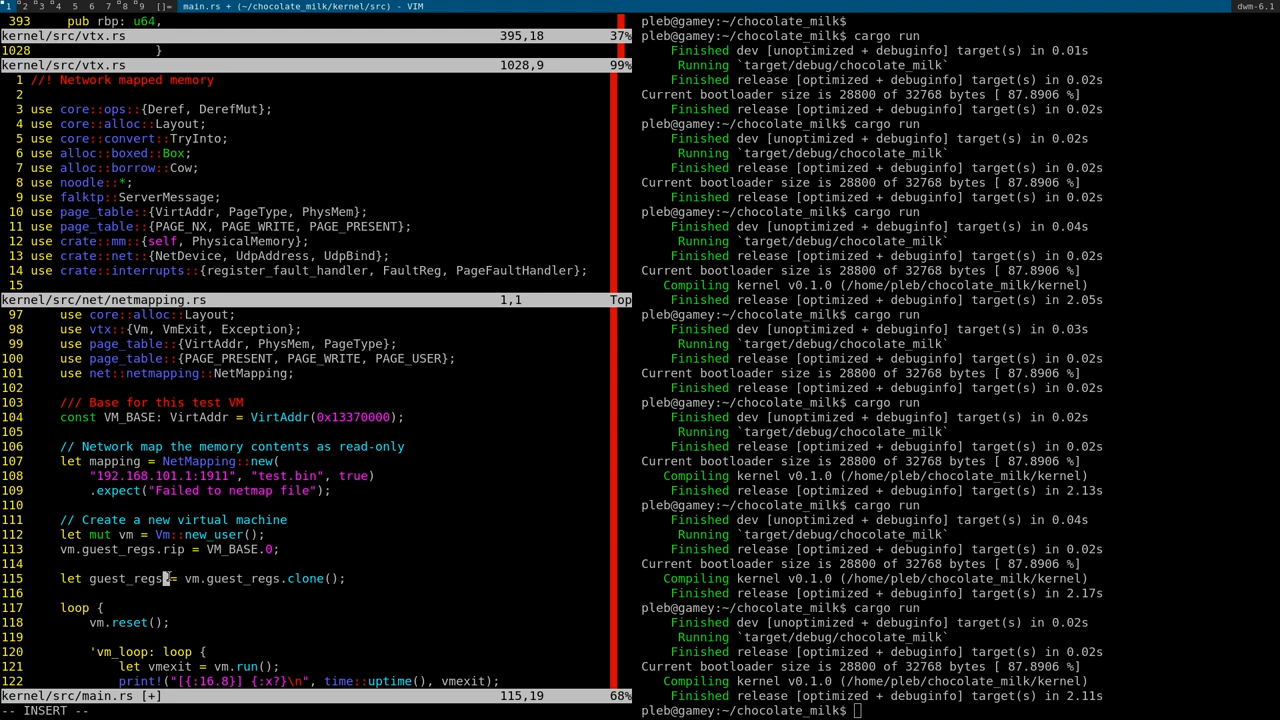 1 2 3 4 5 6 7 8 9 []= main.rs + (~/chocolate_milk/kernel/src) - VIM dwm-6.1
393     pub rbp: u64,
kernel/src/vtx.rs 395,18 37%
1028                 }
kernel/src/vtx.rs 1028,9 99%
1 //! Network mapped memory
2
3 use core::ops::{Deref, DerefMut};
4 use core::alloc::Layout;
5 use core::convert::TryInto;
6 use alloc::boxed::Box;
7 use alloc::borrow::Cow;
8 use noodle::*;
9 use falktp::ServerMessage;
10 use page_table::{VirtAddr, PageType, PhysMem};
11 use page_table::{PAGE_NX, PAGE_WRITE, PAGE_PRESENT};
12 use crate::mm::{self, PhysicalMemory};
13 use crate::net::{NetDevice, UdpAddress, UdpBind};
14 use crate::interrupts::{register_fault_handler, FaultReg, PageFaultHandler};
15
kernel/src/net/netmapping.rs 1,1 Top
97     use core::alloc::Layout;
98     use vtx::{Vm, VmExit, Exception};
99     use page_table::{VirtAddr, PhysMem, PageType};
100     use page_table::{PAGE_PRESENT, PAGE_WRITE, PAGE_USER};
101     use net::netmapping::NetMapping;
102
103     /// Base for this test VM
104     const VM_BASE: VirtAddr = VirtAddr(0x13370000);
105
106     // Network map the memory contents as read-only
107     let mapping = NetMapping::new(
108         "192.168.101.1:1911", "test.bin", true)
109         .expect("Failed to netmap file");
110
111     // Create a new virtual machine
112     let mut vm = Vm::new_user();
113     vm.guest_regs.rip = VM_BASE.0;
114
115     let guest_regs = vm.guest_regs.clone();
116
117     loop {
118         vm.reset();
119
120         'vm_loop: loop {
121             let vmexit = vm.run();
122             print!("[{:16.8}] {:x?}\n", time::uptime(), vmexit);
kernel/src/main.rs [+] 115,19 68%
-- INSERT --
pleb@gamey:~/chocolate_milk$
pleb@gamey:~/chocolate_milk$ cargo run
Finished dev [unoptimized + debuginfo] target(s) in 0.01s
Running `target/debug/chocolate_milk`
Finished release [optimized + debuginfo] target(s) in 0.02s
Current bootloader size is 28800 of 32768 bytes [ 87.8906 %]
Finished release [optimized + debuginfo] target(s) in 0.02s
pleb@gamey:~/chocolate_milk$ cargo run
Finished dev [unoptimized + debuginfo] target(s) in 0.02s
Running `target/debug/chocolate_milk`
Finished release [optimized + debuginfo] target(s) in 0.02s
Current bootloader size is 28800 of 32768 bytes [ 87.8906 %]
Finished release [optimized + debuginfo] target(s) in 0.02s
pleb@gamey:~/chocolate_milk$ cargo run
Finished dev [unoptimized + debuginfo] target(s) in 0.04s
Running `target/debug/chocolate_milk`
Finished release [optimized + debuginfo] target(s) in 0.02s
Current bootloader size is 28800 of 32768 bytes [ 87.8906 %]
Compiling kernel v0.1.0 (/home/pleb/chocolate_milk/kernel)
Finished release [optimized + debuginfo] target(s) in 2.05s
pleb@gamey:~/chocolate_milk$ cargo run
Finished dev [unoptimized + debuginfo] target(s) in 0.03s
Running `target/debug/chocolate_milk`
Finished release [optimized + debuginfo] target(s) in 0.02s
Current bootloader size is 28800 of 32768 bytes [ 87.8906 %]
Finished release [optimized + debuginfo] target(s) in 0.02s
pleb@gamey:~/chocolate_milk$ cargo run
Finished dev [unoptimized + debuginfo] target(s) in 0.02s
Running `target/debug/chocolate_milk`
Finished release [optimized + debuginfo] target(s) in 0.02s
Current bootloader size is 28800 of 32768 bytes [ 87.8906 %]
Compiling kernel v0.1.0 (/home/pleb/chocolate_milk/kernel)
Finished release [optimized + debuginfo] target(s) in 2.13s
pleb@gamey:~/chocolate_milk$ cargo run
Finished dev [unoptimized + debuginfo] target(s) in 0.04s
Running `target/debug/chocolate_milk`
Finished release [optimized + debuginfo] target(s) in 0.02s
Current bootloader size is 28800 of 32768 bytes [ 87.8906 %]
Compiling kernel v0.1.0 (/home/pleb/chocolate_milk/kernel)
Finished release [optimized + debuginfo] target(s) in 2.17s
pleb@gamey:~/chocolate_milk$ cargo run
Finished dev [unoptimized + debuginfo] target(s) in 0.02s
Running `target/debug/chocolate_milk`
Finished release [optimized + debuginfo] target(s) in 0.02s
Current bootloader size is 28800 of 32768 bytes [ 87.8906 %]
Compiling kernel v0.1.0 (/home/pleb/chocolate_milk/kernel)
Finished release [optimized + debuginfo] target(s) in 2.11s
pleb@gamey:~/chocolate_milk$